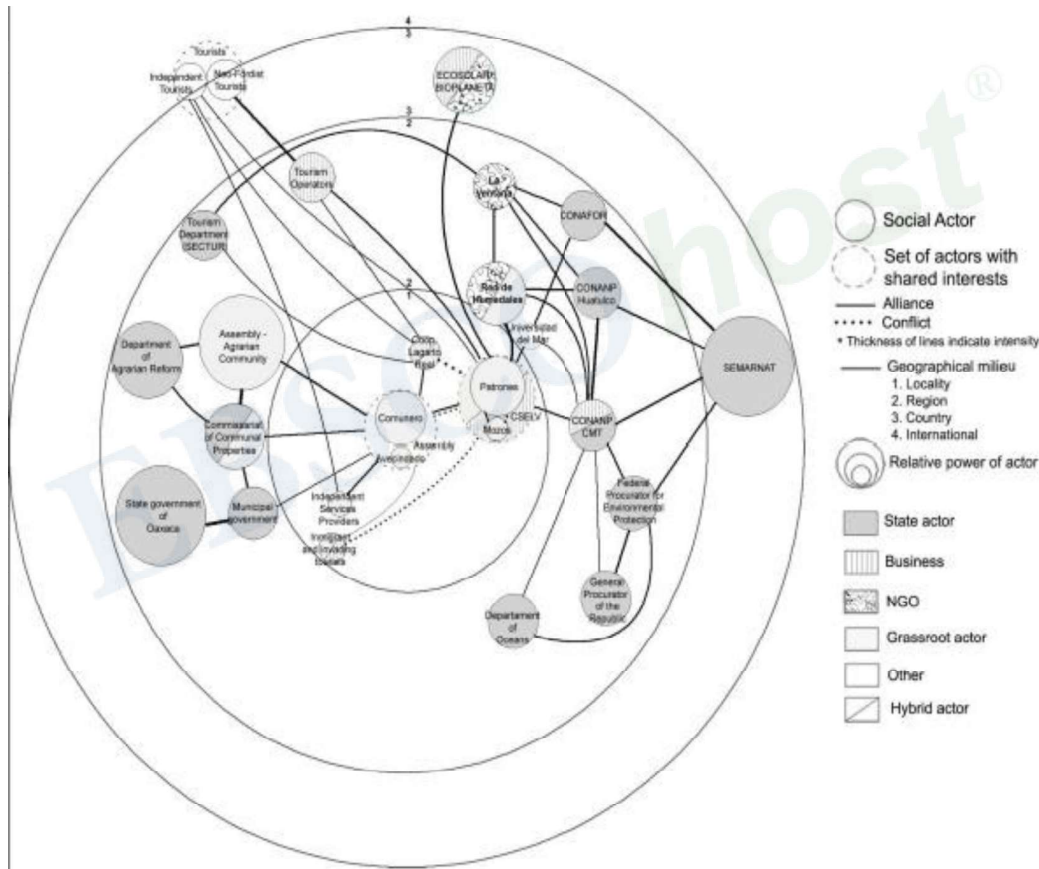 4
3
Tourists
Independent
Tourists
Neo-Fordist
Tourists
ECOSOLAR/
BIOPLANETA
3
2
Tourism
Operators
La
Ventana
CONAFOR
Tourism
Department
(SECTUR)
CONANP
Huatulco
2
1
Red de
Humedales
Universidad
del Mar
Assembly -
Agrarian
Community
Department
of
Agrarian Reform
Coop.
Lagarto
Real
SEMARNAT
Patrones
Comunero
CSELV
Mozos
CONANP
CMT
Commissariat
of Communal
Properties
Assembly
Avecindado
State government
of
Oaxaca
Municipal
government
Independent
Services
Providers
Federal
Procurator for
Environmental
Protection
and invading
tourists
General
Procurator
of the
Republic
Departament
of
Oceans
Social Actor
Set of actors with
shared interests
Alliance
Conflict
* Thickness of lines indicate intensity
Geographical milieu
1. Locality
2. Region
3. Country
4. International
Relative power of actor
State actor
Business
NGO
Grassroot actor
Other
Hybrid actor
EBSCOhost ®